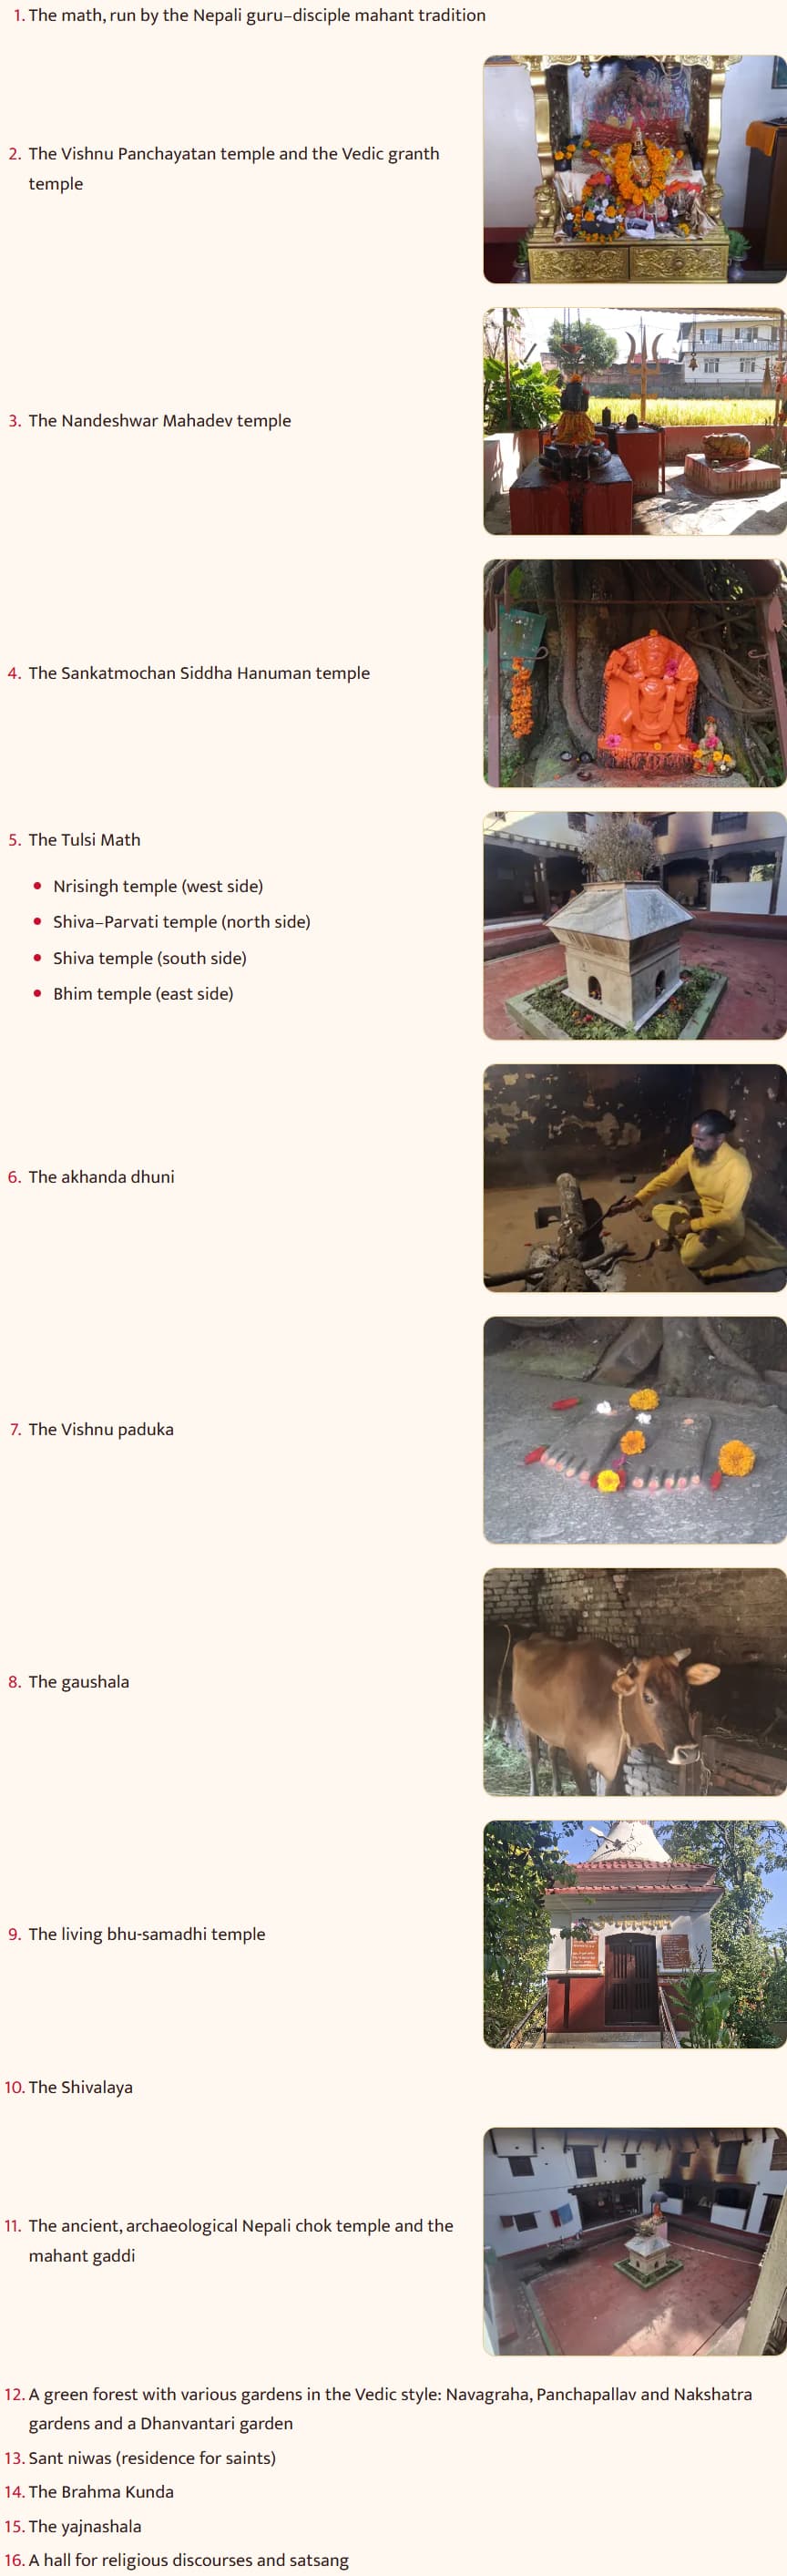 1. The math, run by the Nepali guru–disciple mahant tradition
2. The Vishnu Panchayatan temple and the Vedic granth
temple
3. The Nandeshwar Mahadev temple
4. The Sankatmochan Siddha Hanuman temple
5. The Tulsi Math
• Nrisingh temple (west side)
• Shiva–Parvati temple (north side)
• Shiva temple (south side)
• Bhim temple (east side)
6. The akhanda dhuni
7. The Vishnu paduka
8. The gaushala
9. The living bhu-samadhi temple
10. The Shivalaya
11. The ancient, archaeological Nepali chok temple and the
mahant gaddi
12. A green forest with various gardens in the Vedic style: Navagraha, Panchapallav and Nakshatra
gardens and a Dhanvantari garden
13. Sant niwas (residence for saints)
14. The Brahma Kunda
15. The yajnashala
16. A hall for religious discourses and satsang